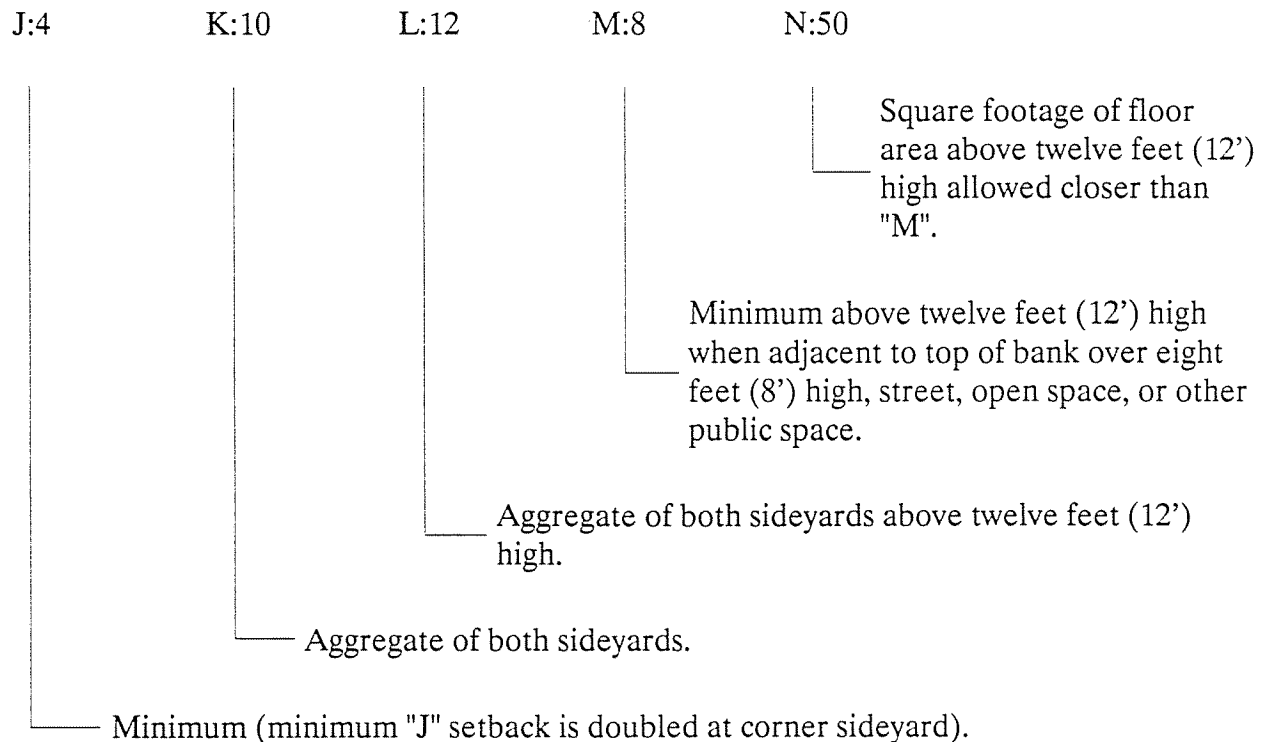 J:4 K:10 L:12 M:8 N:50
Square footage of floor
area above twelve feet (12')
high allowed closer than
"M".
Minimum above twelve feet (12') high
when adjacent to top of bank over eight
feet (8') high, street, open space, or other
public space.
Aggregate of both sideyards above twelve feet (12')
high.
Aggregate of both sideyards.
Minimum (minimum "J" setback is doubled at corner sideyard).